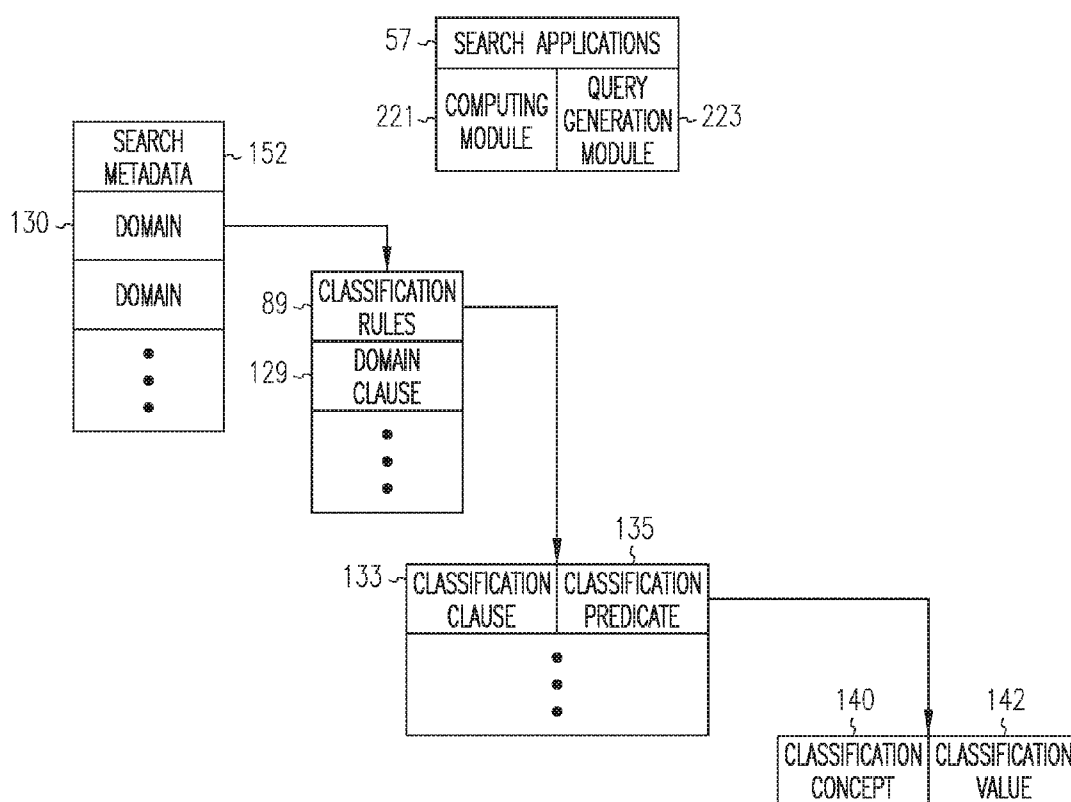 57
SEARCH APPLICATIONS
221
COMPUTING
MODULE
QUERY
GENERATION
MODULE
223
SEARCH
METADATA
152
130
DOMAIN
DOMAIN
89
CLASSIFICATION
RULES
129
DOMAIN
CLAUSE
133
CLASSIFICATION
CLAUSE
135
CLASSIFICATION
PREDICATE
140
CLASSIFICATION
CONCEPT
142
CLASSIFICATION
VALUE